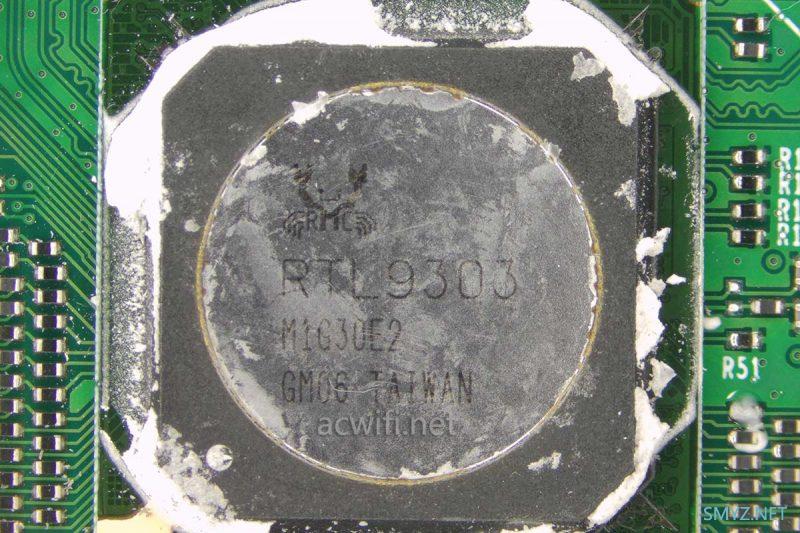 RTL9303
M1G30E2
GM06 TAIWAN
acwifi.net
R51
SMYZ.NET